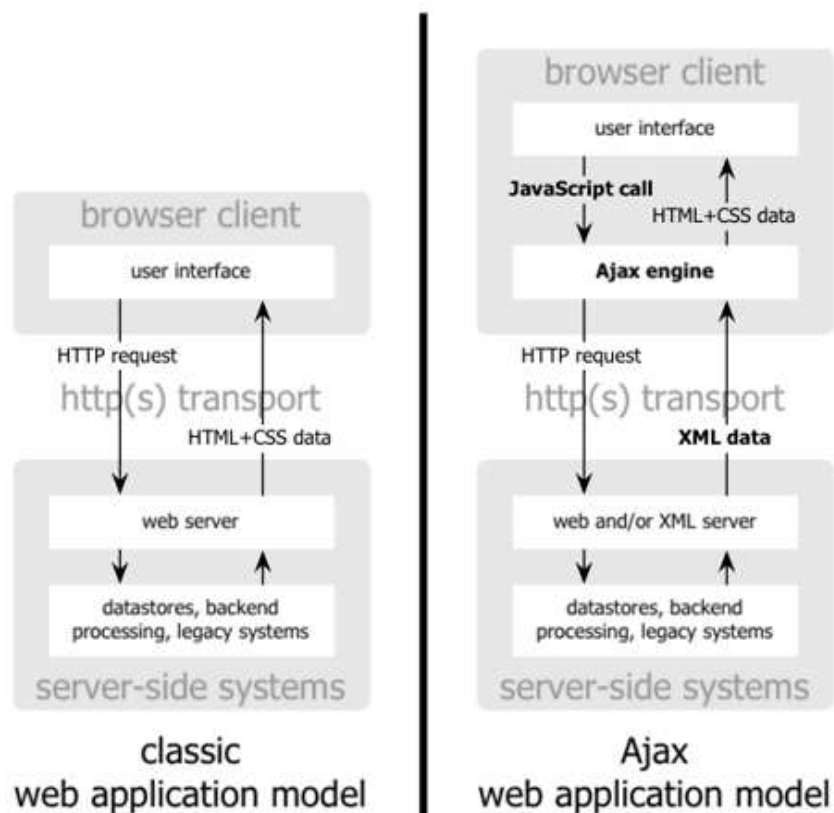 browser client
user interface
HTTP request
http(s) transport
HTML+CSS data
web server
datastores, backend
processing, legacy systems
server-side systems
classic
web application model
browser client
user interface
JavaScript call
HTML+CSS data
Ajax engine
HTTP request
http(s) transport
XML data
web and/or XML server
datastores, backend
processing, legacy systems
server-side systems
Ajax
web application model